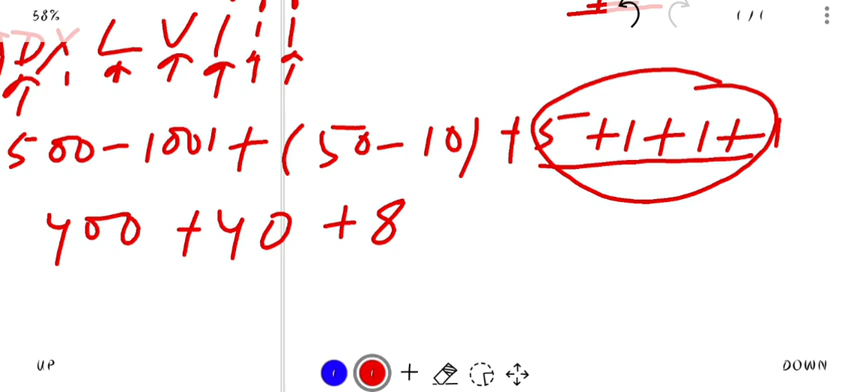 58%
D X L V I I I
500 - 100) + (50 - 10) + 5 + 1 + 1 + 1
400 + 40 + 8
UP DOWN